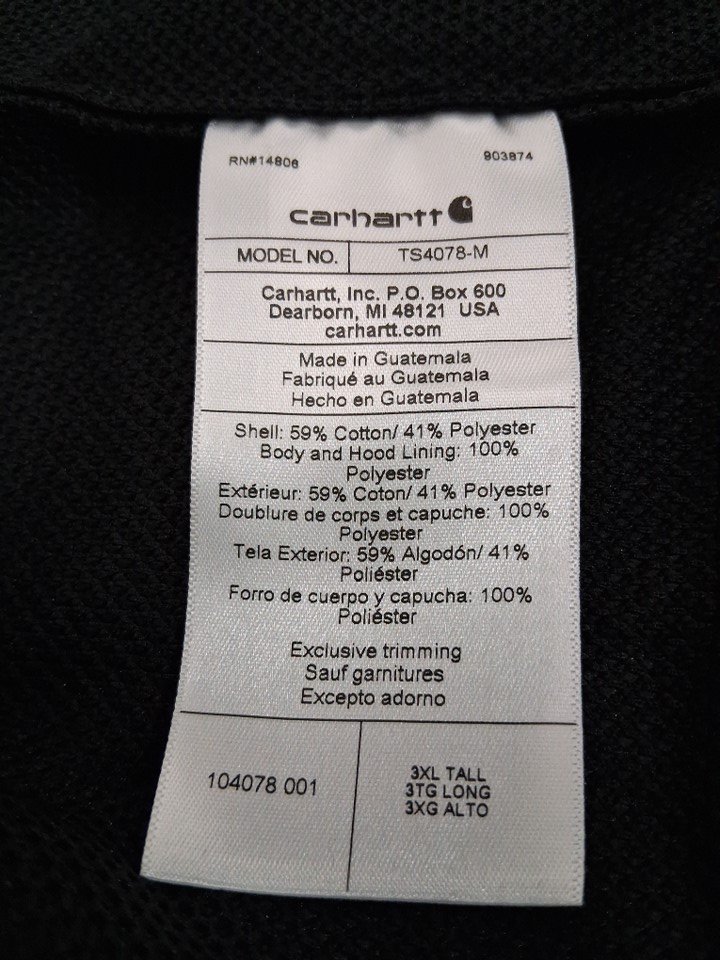 RN#14806 903874
carhartt
MODEL NO. TS4078-M
Carhartt, Inc. P.O. Box 600
Dearborn, MI 48121 USA
carhartt.com
Made in Guatemala
Fabriqué au Guatemala
Hecho en Guatemala
Shell: 59% Cotton/ 41% Polyester
Body and Hood Lining: 100%
Polyester
Extérieur: 59% Coton/ 41% Polyester
Doublure de corps et capuche: 100%
Polyester
Tela Exterior: 59% Algodón/ 41%
Poliéster
Forro de cuerpo y capucha: 100%
Poliéster
Exclusive trimming
Sauf garnitures
Excepto adorno
104078 001
3XL TALL
3TG LONG
3XG ALTO